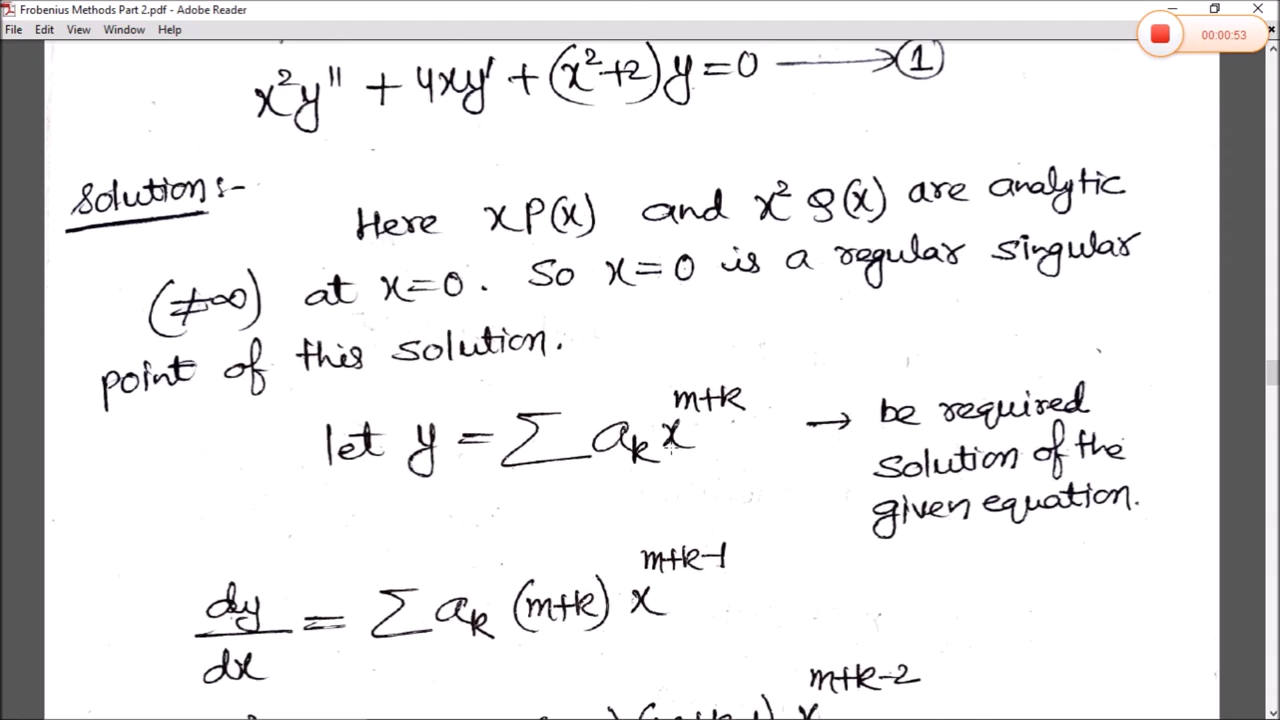 Frobenius Methods Part 2.pdf - Adobe Reader
File Edit View Window Help
00:00:53
x²y'' + 4xy' + (x²+2)y = 0 → ①
Solution:-
Here xP(x) and x² Q(x) are analytic
(≠∞) at x=0. So x=0 is a regular singular
point of this solution.
let y = ∑ aₖ x^(m+k) → be required
solution of the
given equation.
dy/dx = ∑ aₖ (m+k) x^(m+k-1)
x^(m+k-2)